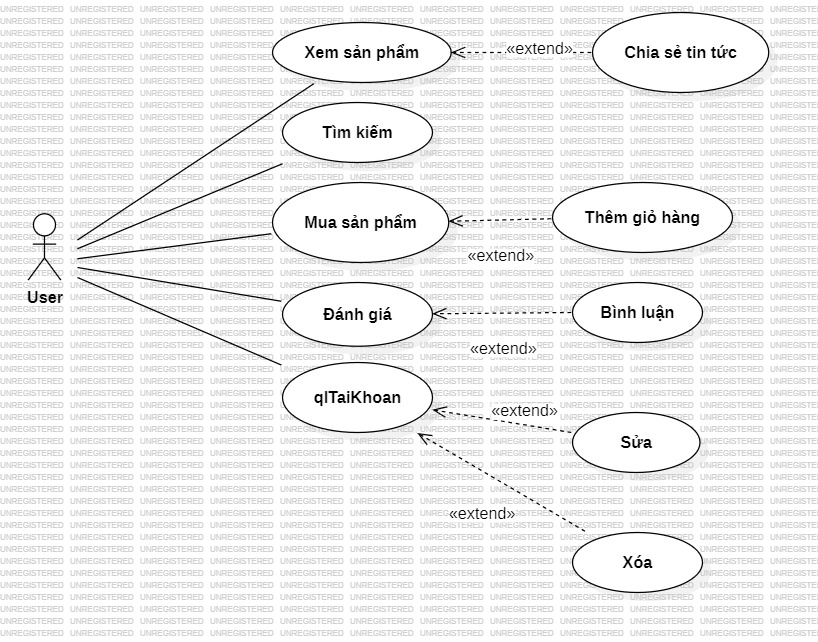 Xem sản phẩm
«extend»
Chia sẻ tin tức
Tìm kiếm
Mua sản phẩm
Thêm giỏ hàng
«extend»
User
Đánh giá
Bình luận
«extend»
qlTaiKhoan
«extend»
Sửa
«extend»
Xóa
UNREGISTERED